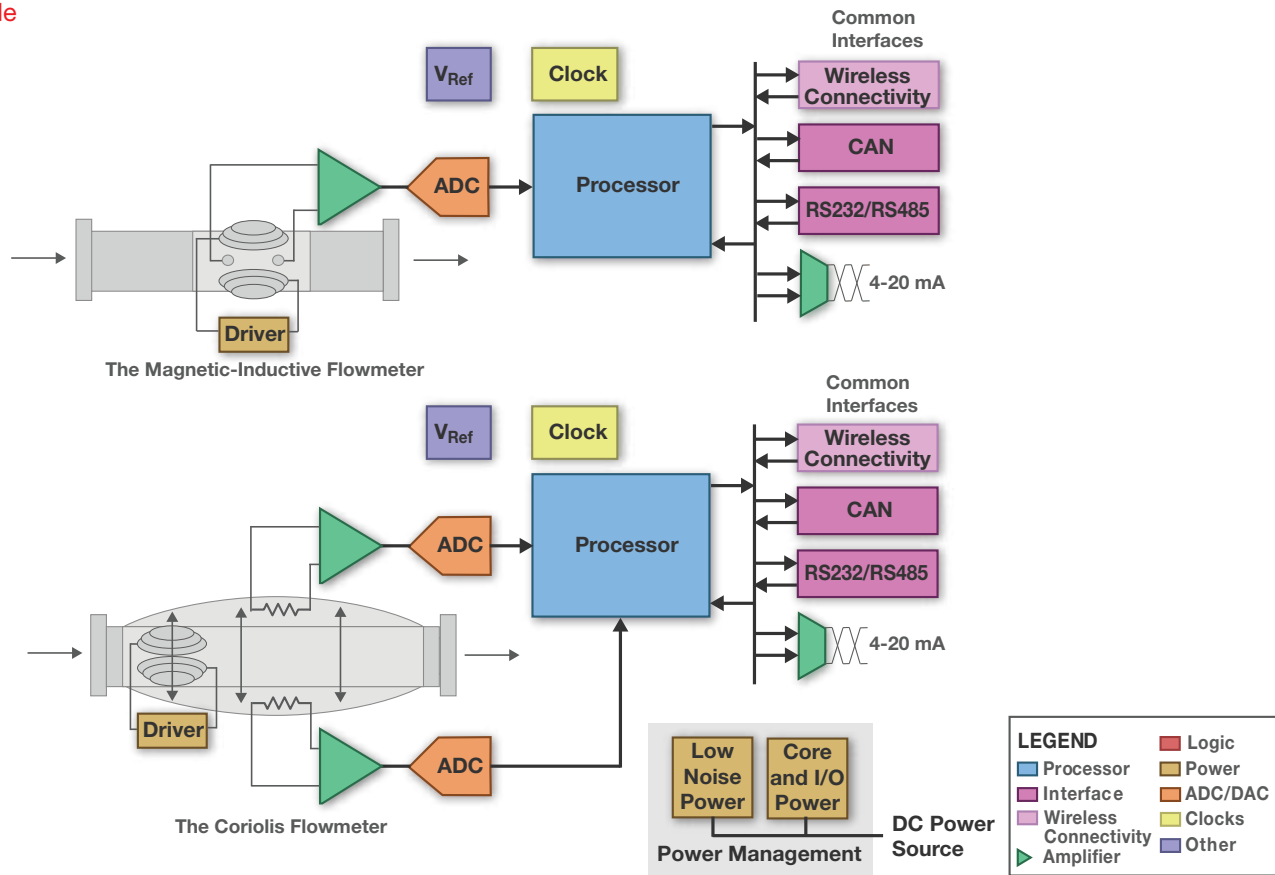 Common
Interfaces
V Ref
Clock
Wireless
Connectivity
CAN
ADC
Processor
RS232/RS485
4-20 mA
Driver
The Magnetic-Inductive Flowmeter
Common
Interfaces
V Ref
Clock
Wireless
Connectivity
CAN
ADC
Processor
RS232/RS485
4-20 mA
Driver
ADC
The Coriolis Flowmeter
Low
Noise
Power
Core
and I/O
Power
DC Power
Source
Power Management
LEGEND
Processor
Interface
Wireless
Connectivity
Amplifier
Logic
Power
ADC/DAC
Clocks
Other